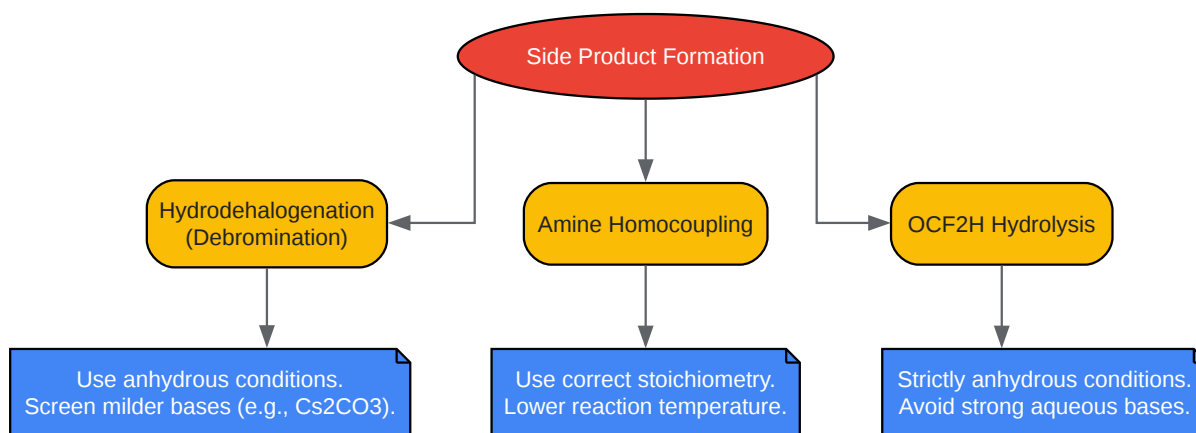 Side Product Formation
Hydrodehalogenation
(Debromination)
Amine Homocoupling
OCF2H Hydrolysis
Use anhydrous conditions.
Screen milder bases (e.g., Cs2CO3).
Use correct stoichiometry.
Lower reaction temperature.
Strictly anhydrous conditions.
Avoid strong aqueous bases.